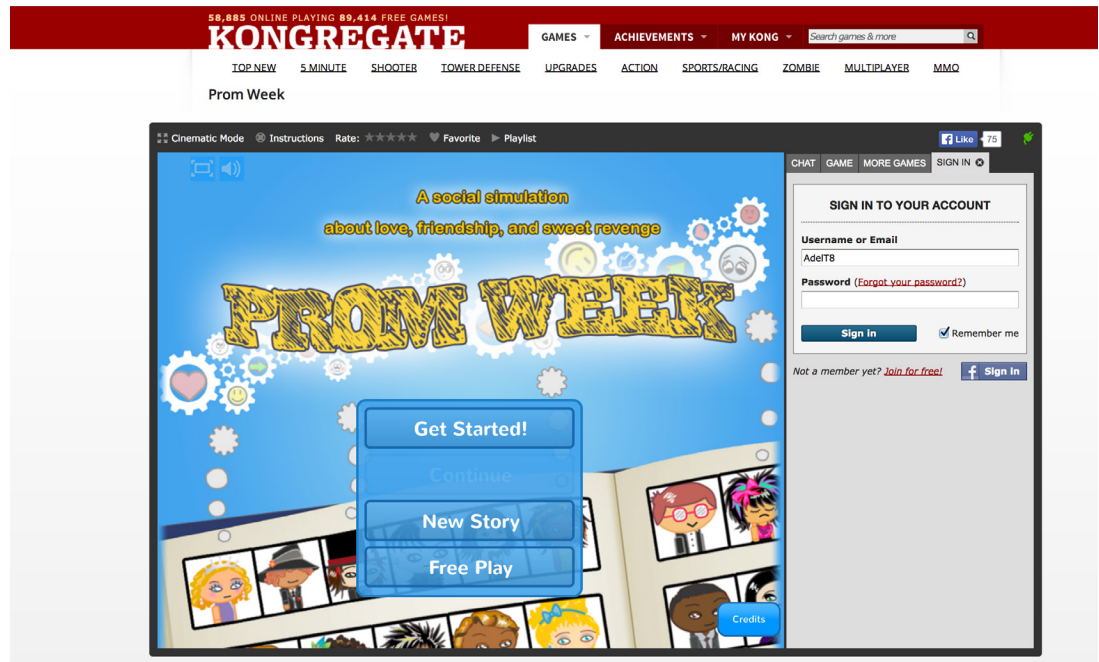 58,885 ONLINE PLAYING 89,414 FREE GAMES!
KONGREGATE
GAMES ACHIEVEMENTS MY KONG Search games & more
TOP NEW 5 MINUTE SHOOTER TOWER DEFENSE UPGRADES ACTION SPORTS/RACING ZOMBIE MULTIPLAYER MMO
Prom Week
Cinematic Mode Instructions Rate: Favorite Playlist Like 75
CHAT GAME MORE GAMES SIGN IN
A social simulation
about love, friendship, and sweet revenge
PROM WEEK
Get Started!
Continue
New Story
Free Play
Credits
SIGN IN TO YOUR ACCOUNT
Username or Email
AdelT8
Password (Forgot your password?)
Sign in Remember me
Not a member yet? Join for free! f Sign in